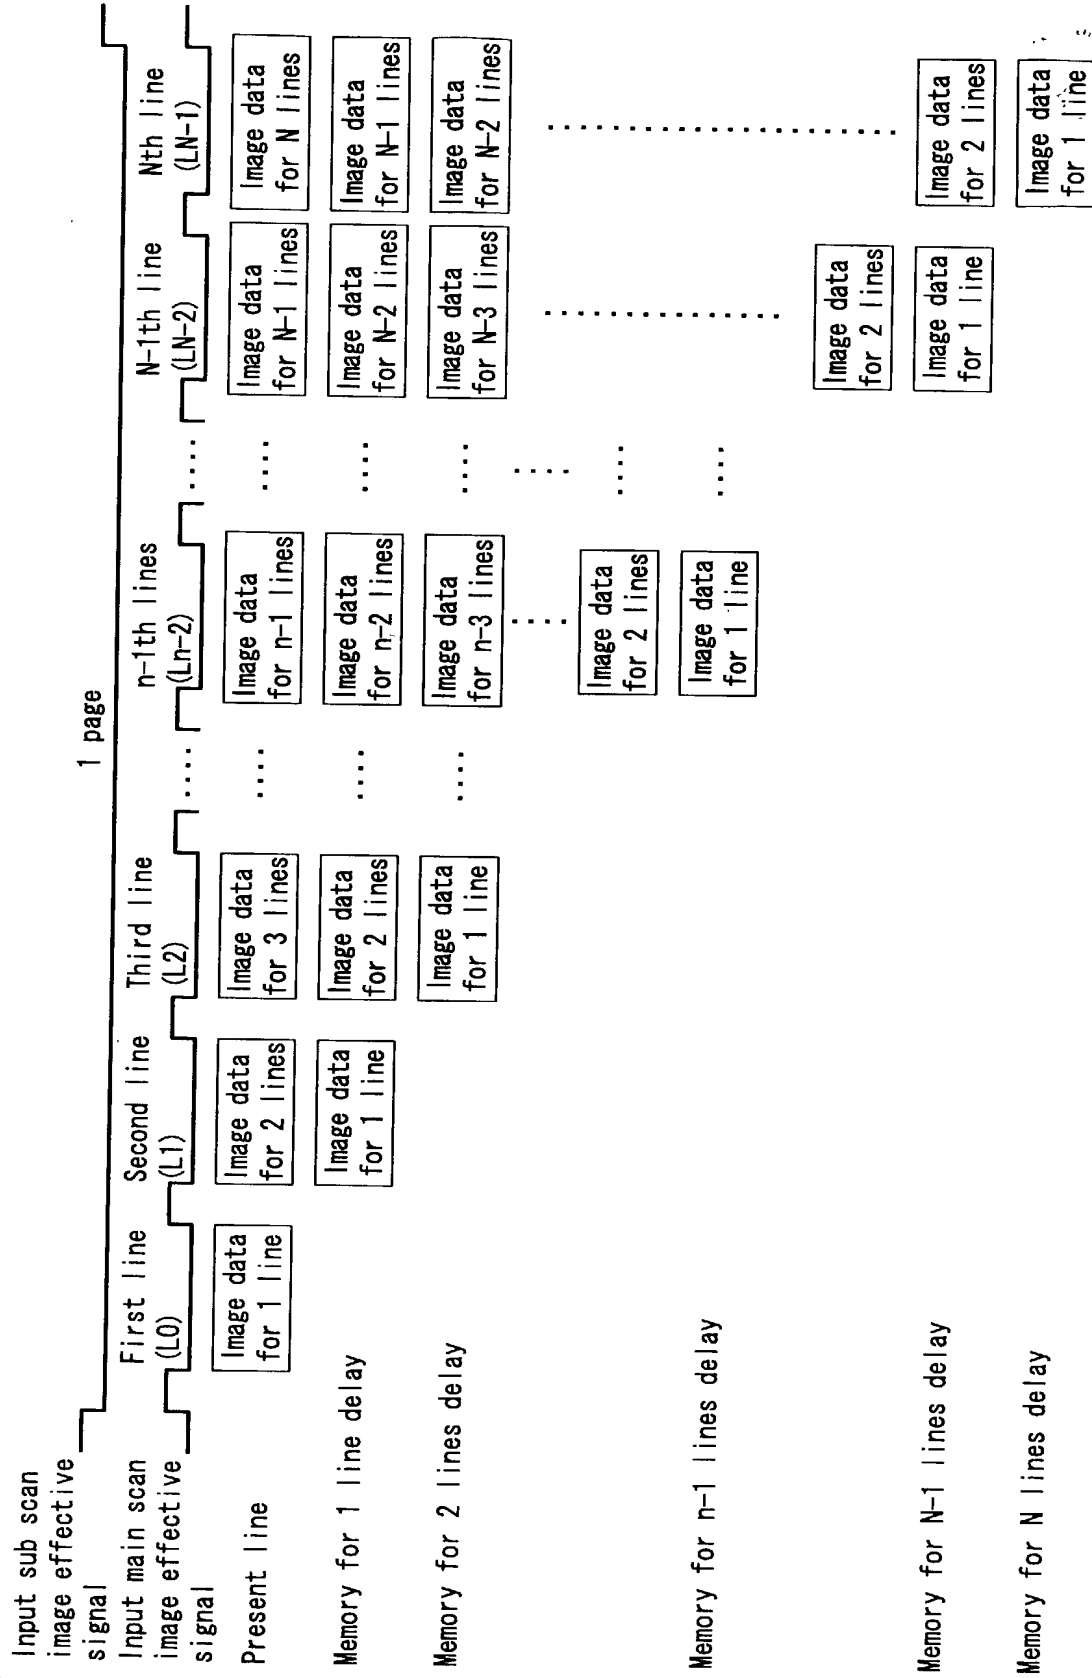 1 page
Input sub scan
image effective
signal
Input main scan
image effective
signal
First line
(L0)
Second line
(L1)
Third line
(L2)
....
n-1th lines
(Ln-2)
....
N-1th line
(LN-2)
Nth line
(LN-1)
Present line
Image data
for 1 line
Image data
for 2 lines
Image data
for 3 lines
....
Image data
for n-1 lines
....
Image data
for N-1 lines
Image data
for N lines
Memory for 1 line delay
Image data
for 1 line
Image data
for 2 lines
....
Image data
for n-2 lines
....
Image data
for N-2 lines
Image data
for N-1 lines
Memory for 2 lines delay
Image data
for 1 line
....
Image data
for n-3 lines
....
Image data
for N-3 lines
Image data
for N-2 lines
Image data
for 2 lines
....
Memory for n-1 lines delay
Image data
for 1 line
....
Image data
for 2 lines
Memory for N-1 lines delay
Image data
for 1 line
Image data
for 2 lines
Memory for N lines delay
Image data
for 1 line